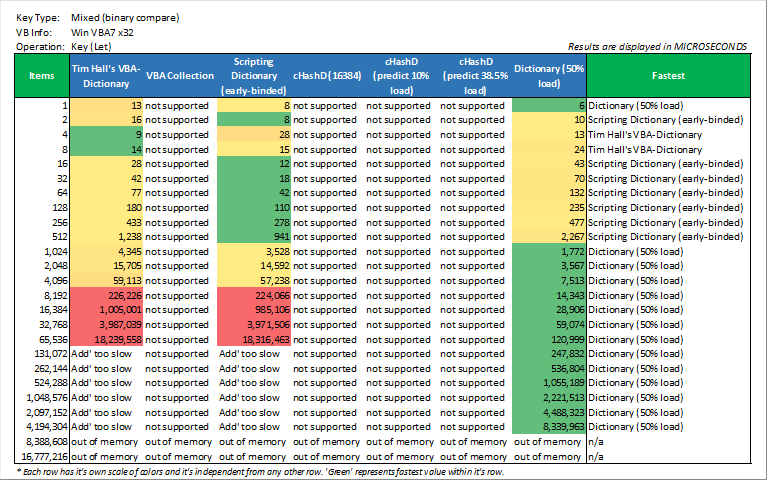 Key Type: Mixed (binary compare)
VB Info: Win VBA7 x32
Operation: Key (Let) Results are displayed in MICROSECONDS
Items Tim Hall's VBA-Dictionary VBA Collection Scripting Dictionary (early-binded) cHashD (16384) cHashD (predict 10% load) cHashD (predict 38.5% load) Dictionary (50% load) Fastest
1 13 not supported 8 not supported not supported not supported 6 Dictionary (50% load)
2 16 not supported 8 not supported not supported not supported 10 Scripting Dictionary (early-binded)
4 9 not supported 28 not supported not supported not supported 13 Tim Hall's VBA-Dictionary
8 14 not supported 15 not supported not supported not supported 24 Tim Hall's VBA-Dictionary
16 28 not supported 12 not supported not supported not supported 43 Scripting Dictionary (early-binded)
32 42 not supported 18 not supported not supported not supported 70 Scripting Dictionary (early-binded)
64 77 not supported 42 not supported not supported not supported 132 Scripting Dictionary (early-binded)
128 180 not supported 110 not supported not supported not supported 235 Scripting Dictionary (early-binded)
256 433 not supported 278 not supported not supported not supported 477 Scripting Dictionary (early-binded)
512 1,238 not supported 941 not supported not supported not supported 2,267 Scripting Dictionary (early-binded)
1,024 4,345 not supported 3,528 not supported not supported not supported 1,772 Dictionary (50% load)
2,048 15,705 not supported 14,592 not supported not supported not supported 3,567 Dictionary (50% load)
4,096 59,113 not supported 57,238 not supported not supported not supported 7,513 Dictionary (50% load)
8,192 226,226 not supported 224,066 not supported not supported not supported 14,343 Dictionary (50% load)
16,384 1,005,001 not supported 985,106 not supported not supported not supported 28,906 Dictionary (50% load)
32,768 3,987,039 not supported 3,971,506 not supported not supported not supported 59,074 Dictionary (50% load)
65,536 18,239,558 not supported 18,316,463 not supported not supported not supported 120,999 Dictionary (50% load)
131,072 Add' too slow not supported Add' too slow not supported not supported not supported 247,832 Dictionary (50% load)
262,144 Add' too slow not supported Add' too slow not supported not supported not supported 536,804 Dictionary (50% load)
524,288 Add' too slow not supported Add' too slow not supported not supported not supported 1,055,189 Dictionary (50% load)
1,048,576 Add' too slow not supported Add' too slow not supported not supported not supported 2,221,513 Dictionary (50% load)
2,097,152 Add' too slow not supported Add' too slow not supported not supported not supported 4,488,323 Dictionary (50% load)
4,194,304 Add' too slow not supported Add' too slow not supported not supported not supported 8,339,963 Dictionary (50% load)
8,388,608 out of memory out of memory out of memory out of memory out of memory out of memory out of memory n/a
16,777,216 out of memory out of memory out of memory out of memory out of memory out of memory out of memory n/a
* Each row has it's own scale of colors and it's independent from any other row. 'Green' represents fastest value within it's row.